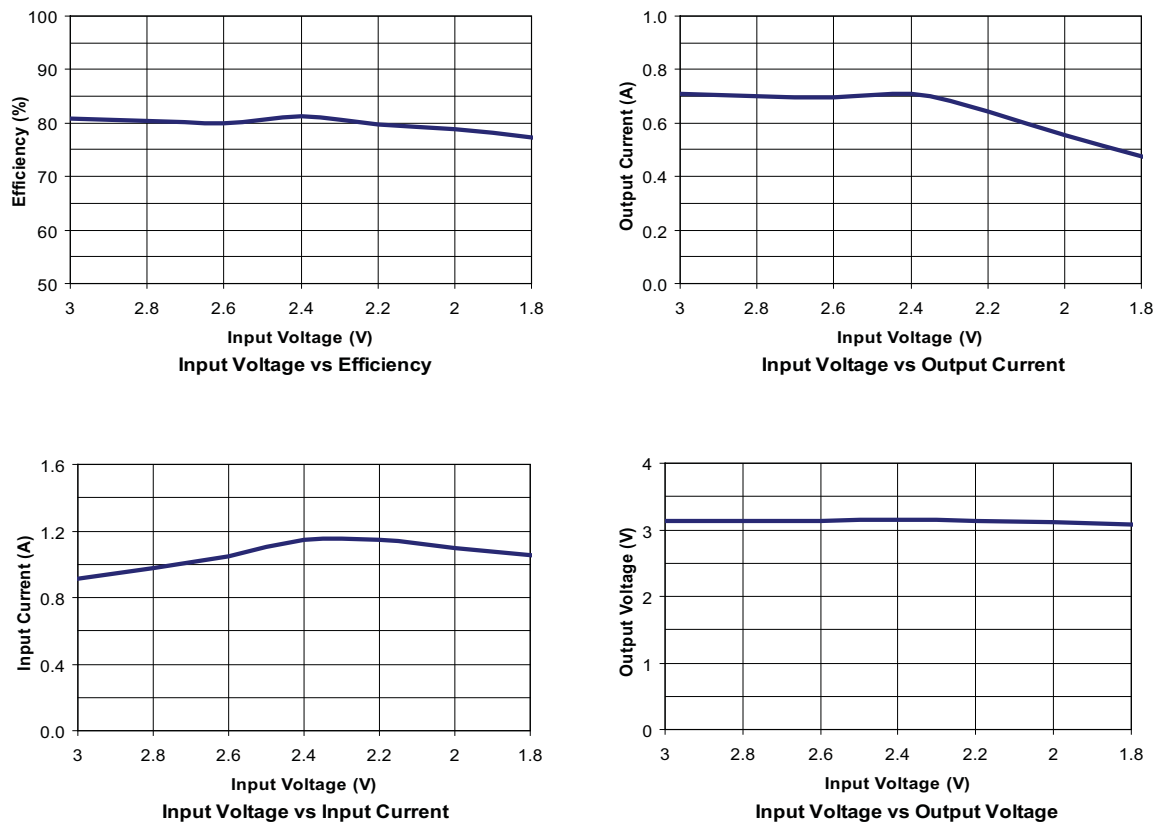 100
90
80
70
60
50
Efficiency (%)
3 2.8 2.6 2.4 2.2 2 1.8
Input Voltage (V)
Input Voltage vs Efficiency
1.0
0.8
0.6
0.4
0.2
0.0
Output Current (A)
3 2.8 2.6 2.4 2.2 2 1.8
Input Voltage (V)
Input Voltage vs Output Current
1.6
1.2
0.8
0.4
0.0
Input Current (A)
3 2.8 2.6 2.4 2.2 2 1.8
Input Voltage (V)
Input Voltage vs Input Current
4
3
2
1
0
Output Voltage (V)
3 2.8 2.6 2.4 2.2 2 1.8
Input Voltage (V)
Input Voltage vs Output Voltage